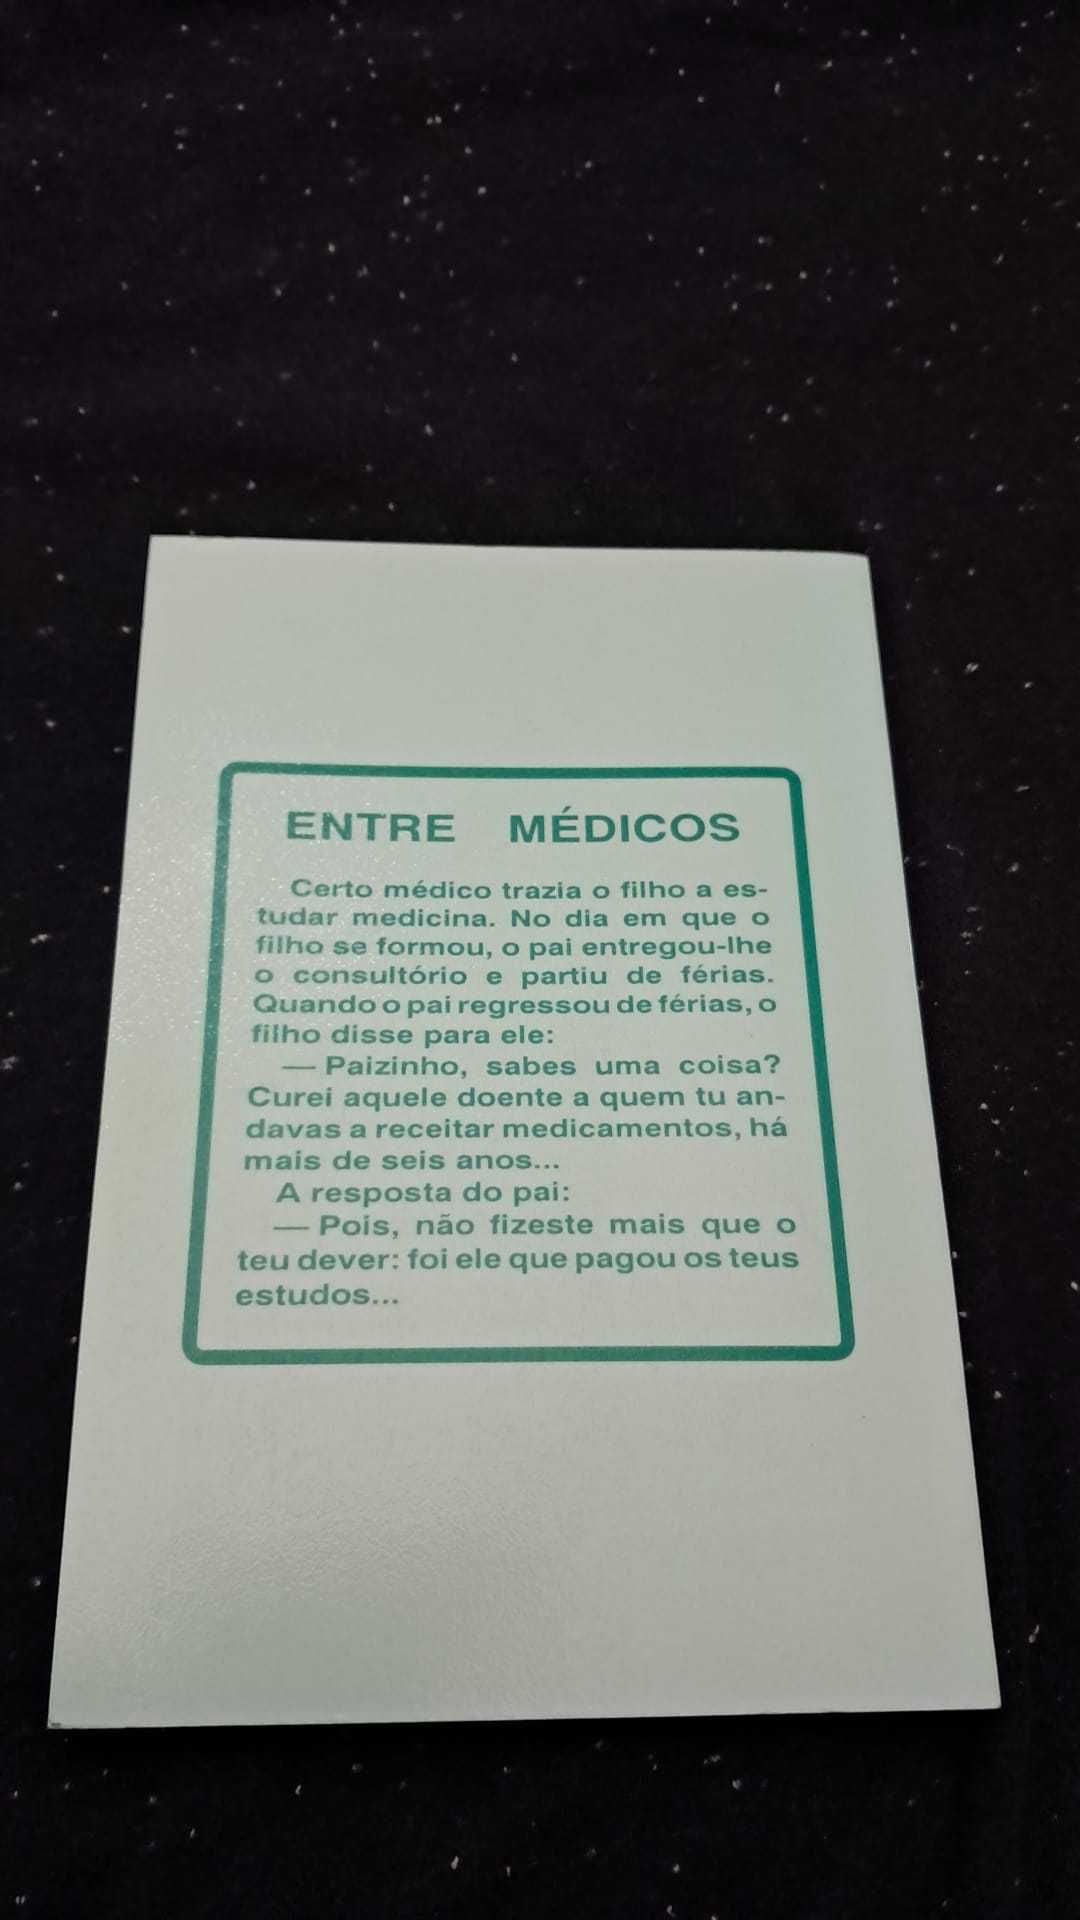 ENTRE MÉDICOS
Certo médico trazia o filho a es-
tudar medicina. No dia em que o
filho se formou, o pai entregou-lhe
o consultório e partiu de férias.
Quando o pai regressou de férias, o
filho disse para ele:
— Paizinho, sabes uma coisa?
Curei aquele doente a quem tu an-
davas a receitar medicamentos, há
mais de seis anos...
A resposta do pai:
— Pois, não fizeste mais que o
teu dever: foi ele que pagou os teus
estudos...